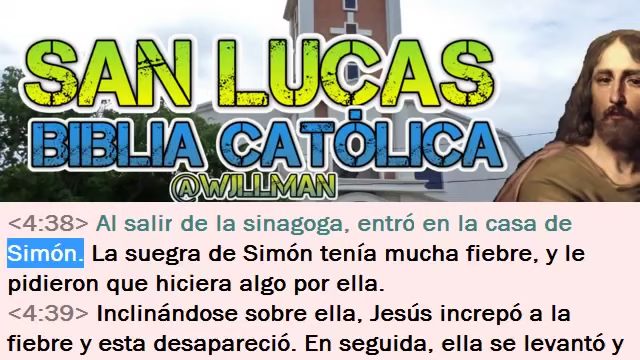 SAN LUCAS
BIBLIA CATÓLICA
@WJLLMAN
<4:38> Al salir de la sinagoga, entró en la casa de
Simón. La suegra de Simón tenía mucha fiebre, y le
pidieron que hiciera algo por ella.
<4:39> Inclinándose sobre ella, Jesús increpó a la
fiebre y esta desapareció. En seguida, ella se levantó y